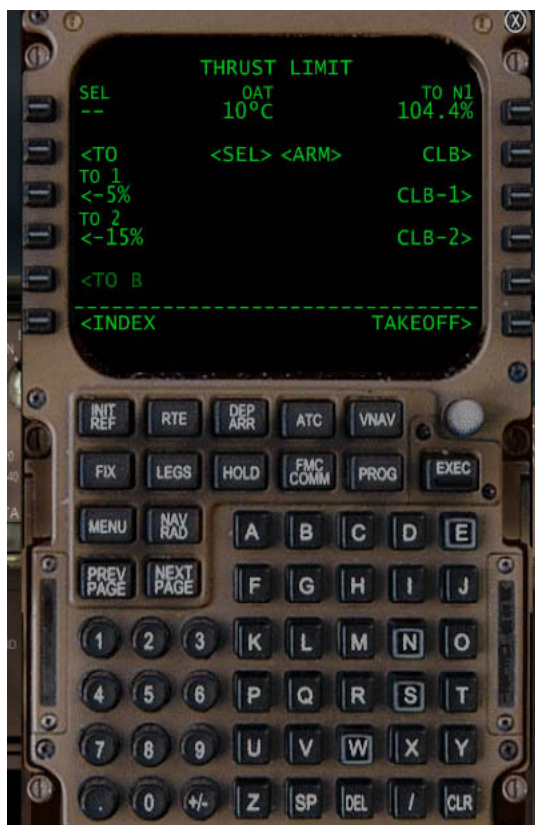 X
THRUST LIMIT
SEL OAT TO N1
-- 10°C 104.4%
<TO <SEL> <ARM> CLB>
TO 1
<-5% CLB-1>
TO 2
<-15% CLB-2>
<TO B
<INDEX TAKEOFF>
INIT REF RTE DEP ARR ATC VNAV
FIX LEGS HOLD FMC COMM PROG EXEC
MENU NAV RAD A B C D E
PREV PAGE NEXT PAGE F G H I J
1 2 3 K L M N O
4 5 6 P Q R S T
7 8 9 U V W X Y
. 0 +/- Z SP DEL / CLR